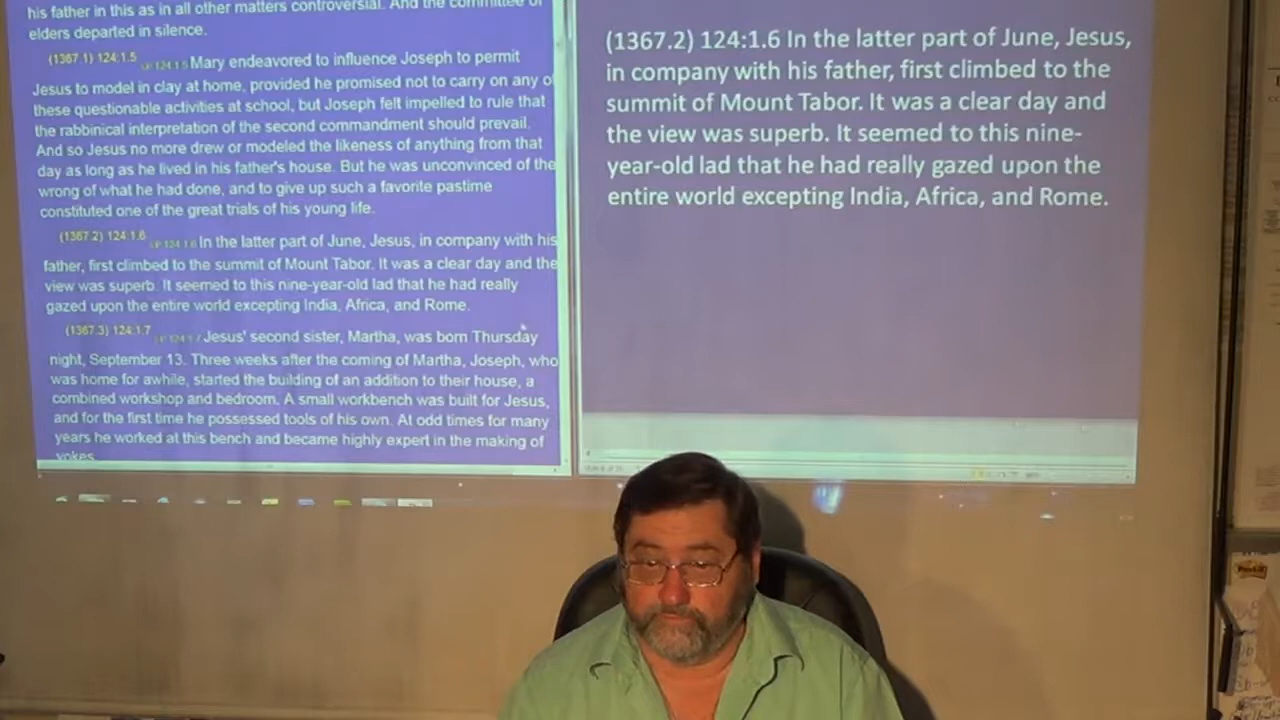 his father in this as in all other matters controversial. And the committee of
elders departed in silence.
(1367.1) 124:1.5 LP 124:1.5 Mary endeavored to influence Joseph to permit
Jesus to model in clay at home, provided he promised not to carry on any of
these questionable activities at school, but Joseph felt impelled to rule that
the rabbinical interpretation of the second commandment should prevail.
And so Jesus no more drew or modeled the likeness of anything from that
day as long as he lived in his father's house. But he was unconvinced of the
wrong of what he had done, and to give up such a favorite pastime
constituted one of the great trials of his young life.
(1367.2) 124:1.6 LP 124:1.6 In the latter part of June, Jesus, in company with his
father, first climbed to the summit of Mount Tabor. It was a clear day and the
view was superb. It seemed to this nine-year-old lad that he had really
gazed upon the entire world excepting India, Africa, and Rome.
(1367.3) 124:1.7 LP 124:1.7 Jesus' second sister, Martha, was born Thursday
night, September 13. Three weeks after the coming of Martha, Joseph, who
was home for awhile, started the building of an addition to their house, a
combined workshop and bedroom. A small workbench was built for Jesus,
and for the first time he possessed tools of his own. At odd times for many
years he worked at this bench and became highly expert in the making of
yokes.
(1367.2) 124:1.6 In the latter part of June, Jesus,
in company with his father, first climbed to the
summit of Mount Tabor. It was a clear day and
the view was superb. It seemed to this nine-
year-old lad that he had really gazed upon the
entire world excepting India, Africa, and Rome.
Post-it